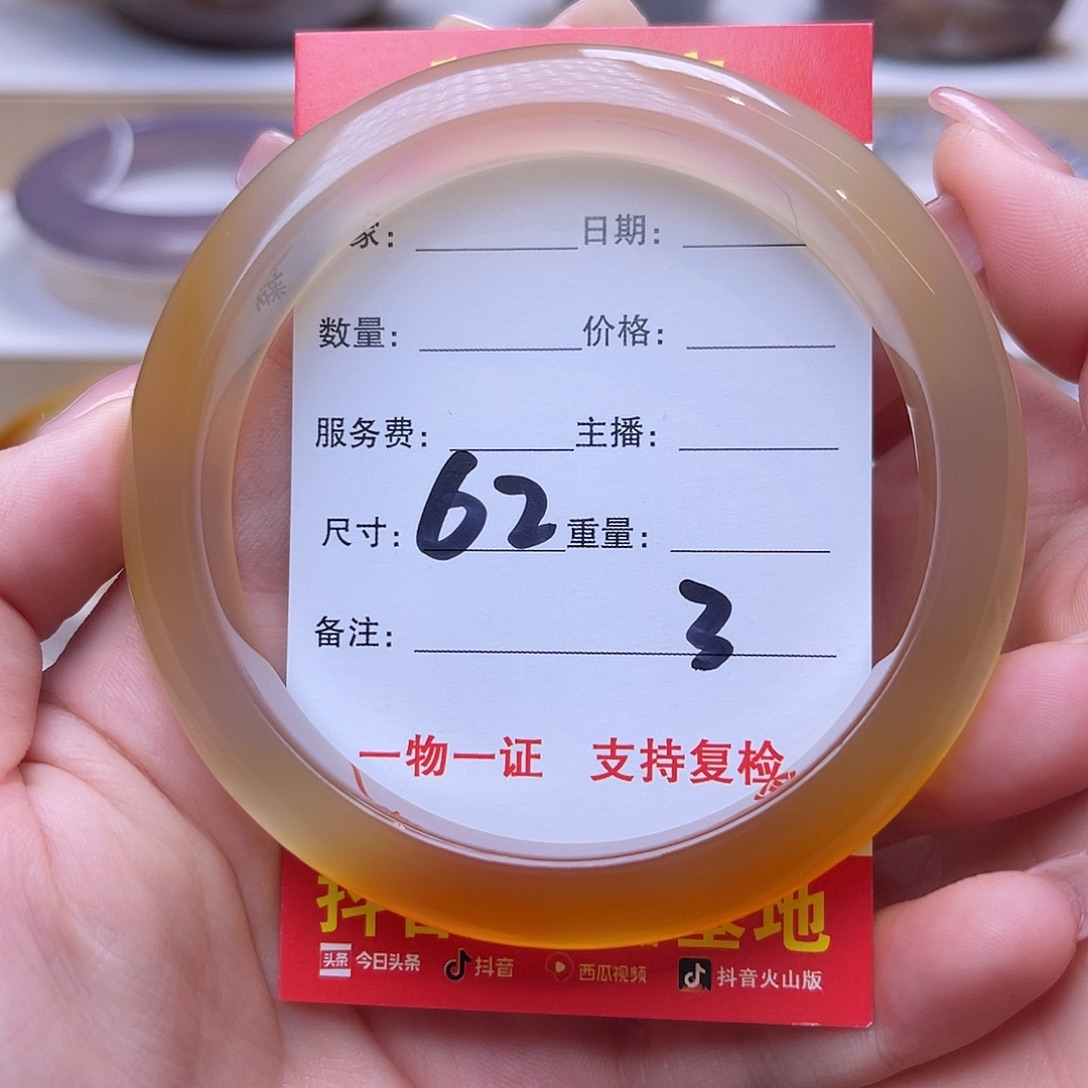 家: 日期:
数量: 价格:
服务费: 主播:
尺寸: 62 重量:
备注: 3
一物一证 支持复检
抖音 基地
头条 今日头条 抖音 西瓜视频 抖音火山版